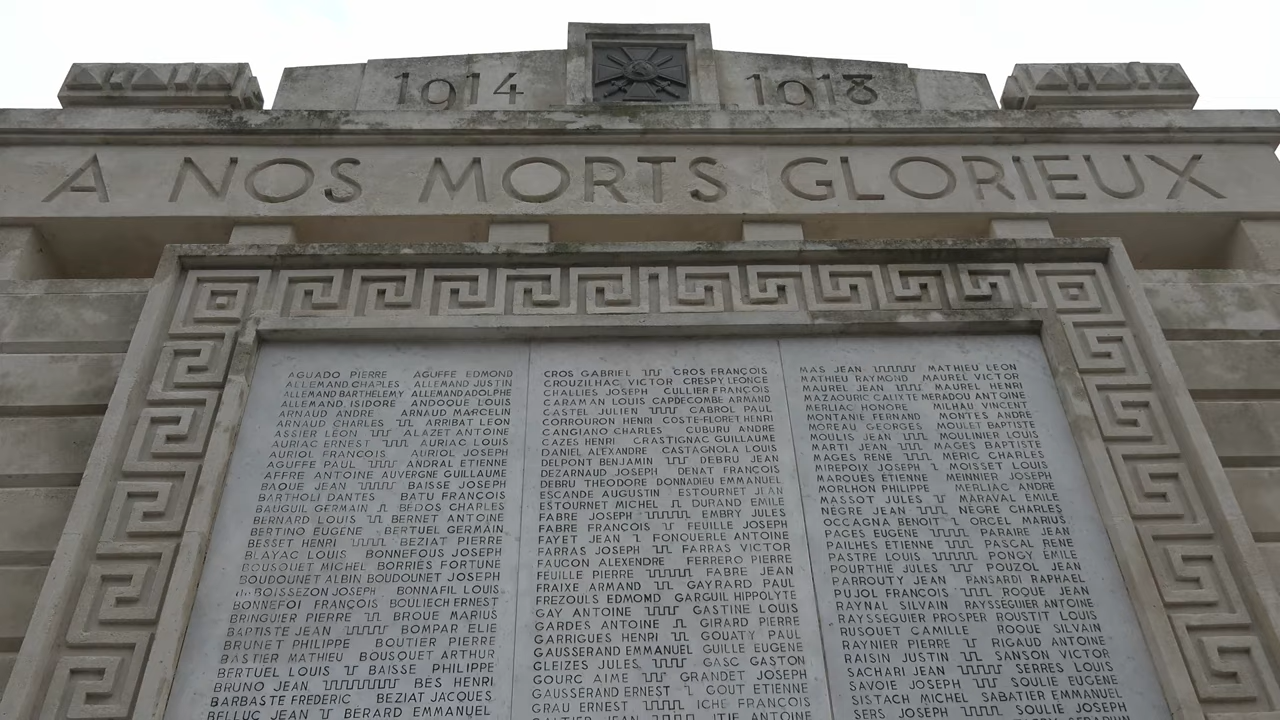 1914 1918
A NOS MORTS GLORIEUX
AGUADO PIERRE AGUFFE EDMOND
ALLEMAND CHARLES ALLEMAND JUSTIN
ALLEMAND BARTHELEMY ALLEMAND ADOLPHE
ALLEMAND ISIDORE ANDOQUE LOUIS
ARNAUD ANDRE ARNAUD MARCELIN
ARNAUD CHARLES ARRIBAT LEON
ASSIER LEON ALAZET ANTOINE
AURIAC ERNEST AURIAC LOUIS
AURIOL FRANCOIS AURIOL JOSEPH
AGUFFE PAUL ANDRAL ETIENNE
AFFRE ANTOINE AUVERGNE GUILLAUME
BAQUE JEAN BAISSE JOSEPH
BARTHOLI DANTES BATU FRANCOIS
BAUGUIL GERMAIN BEDOS CHARLES
BERNARD LOUIS BERNET ANTOINE
BERTINO EUGENE BERTUEL GERMAIN
BESSET HENRI BEZIAT PIERRE
BLAYAC LOUIS BONNEFOUS JOSEPH
BOUSQUET MICHEL BORRIES FORTUNE
BOUDOUNET ALBIN BOUDOUNET JOSEPH
BOISSEZON JOSEPH BONNAFIL LOUIS
BONNEFOI FRANÇOIS BOULIECH ERNEST
BRINGUIER PIERRE BROUE MARIUS
BAPTISTE JEAN BOMPAR ELIE
BRUNET PHILIPPE BOUTIER PIERRE
BASTIER MATHIEU BOUSQUET ARTHUR
BERTUEL LOUIS BAISSE PHILIPPE
BRUNO JEAN BES HENRI
BARBASTE FREDERIC BEZIAT JACQUES
BELLUC JEAN BERARD EMMANUEL
CROS GABRIEL CROS FRANÇOIS
CROUZILHAC VICTOR CRESPY LEONCE
CHALLIES JOSEPH CULLIER FRANÇOIS
CARAMAN LOUIS CAPDECOMBE ARMAND
CASTEL JULIEN CABROL PAUL
CORROURON HENRI COSTE-FLORET HENRI
CANGIANO CHARLES CUBURU ANDRE
CAZES HENRI CRASTIGNAC GUILLAUME
DANIEL ALEXANDRE CASTAGNOLA LOUIS
DELPONT BENJAMIN DEBRU JEAN
DEZARNAUD JOSEPH DENAT FRANCOIS
DEBRU THEODORE DONNADIEU EMMANUEL
ESCANDE AUGUSTIN ESTOURNET JEAN
ESTOURNET MICHEL DURAND EMILE
FABRE JOSEPH EMBRY JULES
FABRE FRANCOIS FEUILLE JOSEPH
FAYET JEAN FONQUERLE ANTOINE
FARRAS JOSEPH FARRAS VICTOR
FAUCON ALEXENDRE FERRERO PIERRE
FEUILLE PIERRE FABRE JEAN
FRAIXE ARMAND GAYRARD PAUL
FREZOULS EDMOND GARGUIL HIPPOLYTE
GAY ANTOINE GASTINE LOUIS
GARDES ANTOINE GIRARD PIERRE
GARRIGUES HENRI GOUATY PAUL
GAUSSERAND EMMANUEL GUILLE EUGENE
GLEIZES JULES GASC GASTON
GOURC AIME GRANDET JOSEPH
GAUSSÉRAND ERNEST GOUT ETIENNE
GRAU ERNEST ICHE FRANCOIS
GALTIER JEAN ITIE ANTOINE
MAS JEAN MATHIEU LEON
MATHIEU RAYMOND MAUREL VICTOR
MAUREL JEAN MAUREL HENRI
MAZAOURIC CALIXTE MERADOU ANTOINE
MERLIAC HONORE MILHAU VINCENT
MONTANIE FERNAND MONTES ANDRE
MOREAU GEORGES MOULET BAPTISTE
MOULIS JEAN MOULINIER LOUIS
MARTI JEAN MAGES BAPTISTE
MAGES RENE MERIC CHARLES
MIREPOIX JOSEPH MOISSET LOUIS
MARQUES ETIENNE MEINNIER JOSEPH
MORLHON PHILIPPE MERLIAC ANDRE
MASSOT JULES MARAVAL EMILE
NÈGRE JEAN NEGRE CHARLES
OCCAGNA BENOIT ORCEL MARIUS
PAGES EUGENE PARAIRE JEAN
PAILHES ETIENNE PASCAL RENE
PASTRE LOUIS PONGY EMILE
POURTHIE JULES POUZOL JEAN
PARROUTY JEAN PANSARDI RAPHAEL
PUJOL FRANCOIS ROQUE JEAN
RAYNAL SILVAIN RAYSSEGUIER ANTOINE
RAYSSEGUIER PROSPER ROUSTIT LOUIS
RUSOUET CAMILLE ROQUE SILVAIN
RAYNIER PIERRE RIGAUD ANTOINE
RAISIN JUSTIN SANSON VICTOR
SACHARI JEAN SERRES LOUIS
SAVOIE JOSEPH SOULIE EUGENE
SISTACH MICHEL SABATIER EMMANUEL
SERS JOSEPH SOULIE JOSEPH